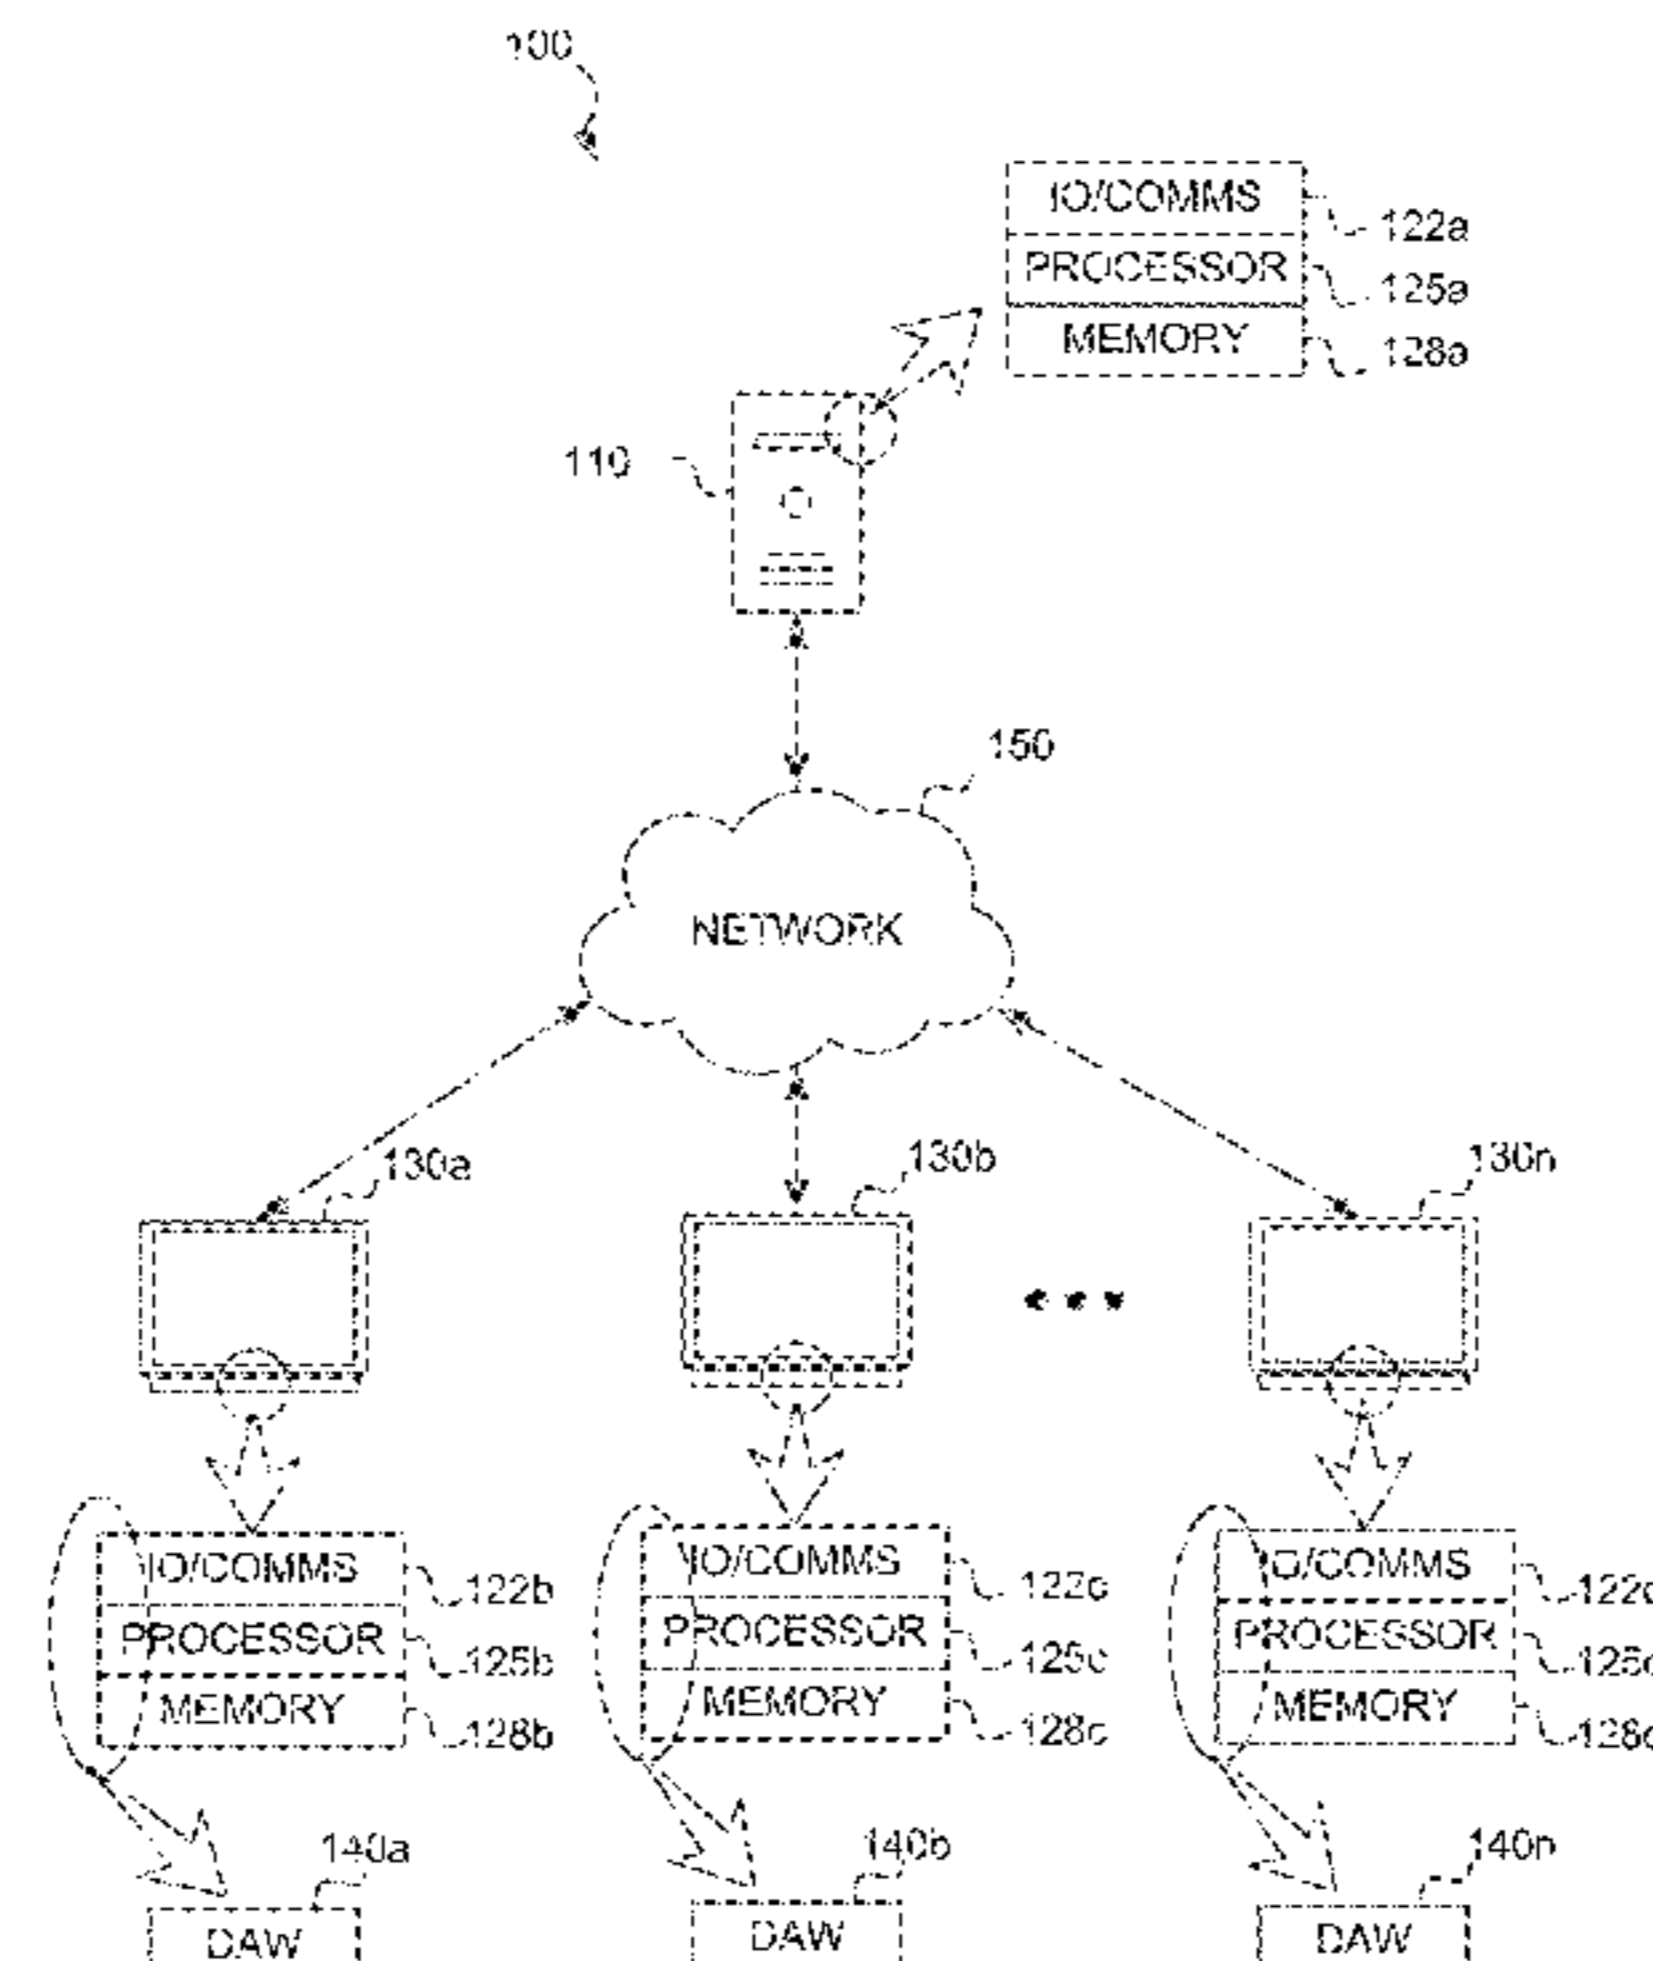 100
IO/COMMS
122a
PROCESSOR
125a
MEMORY
128a
110
150
NETWORK
130a
130b
130n
IO/COMMS
122b
PROCESSOR
125b
MEMORY
128b
IO/COMMS
122c
PROCESSOR
125c
MEMORY
128c
IO/COMMS
PROCESSOR
MEMORY
140a
DAW
140b
DAW
140n
DAW